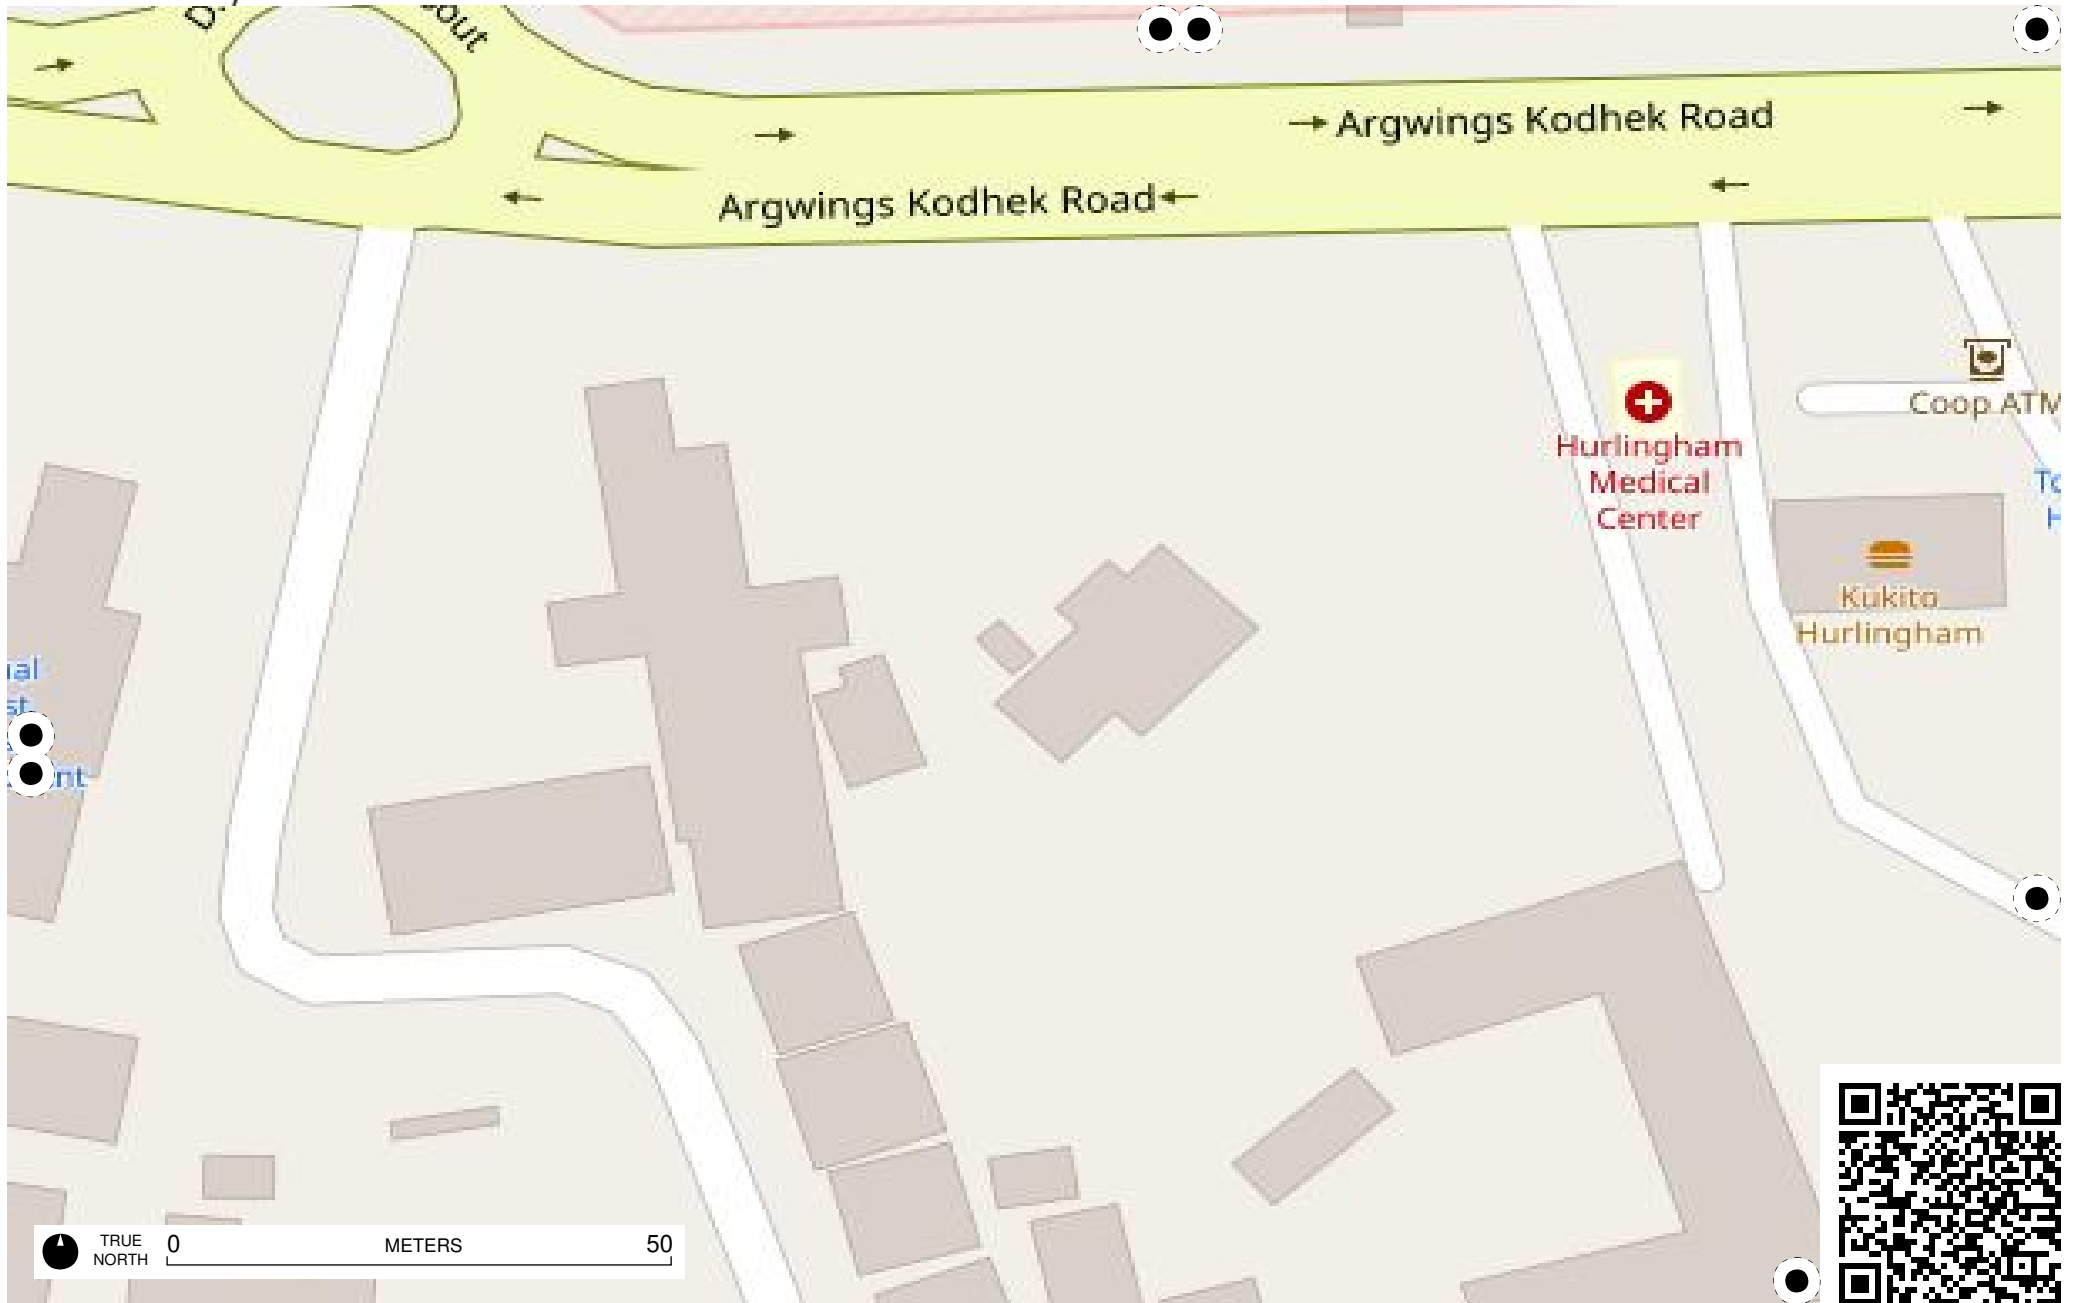 Argwings Kodhek Road
Argwings Kodhek Road
Coop ATM
Hurlingham
Medical
Center
Kukito
Hurlingham
TRUE
NORTH
0
METERS
50